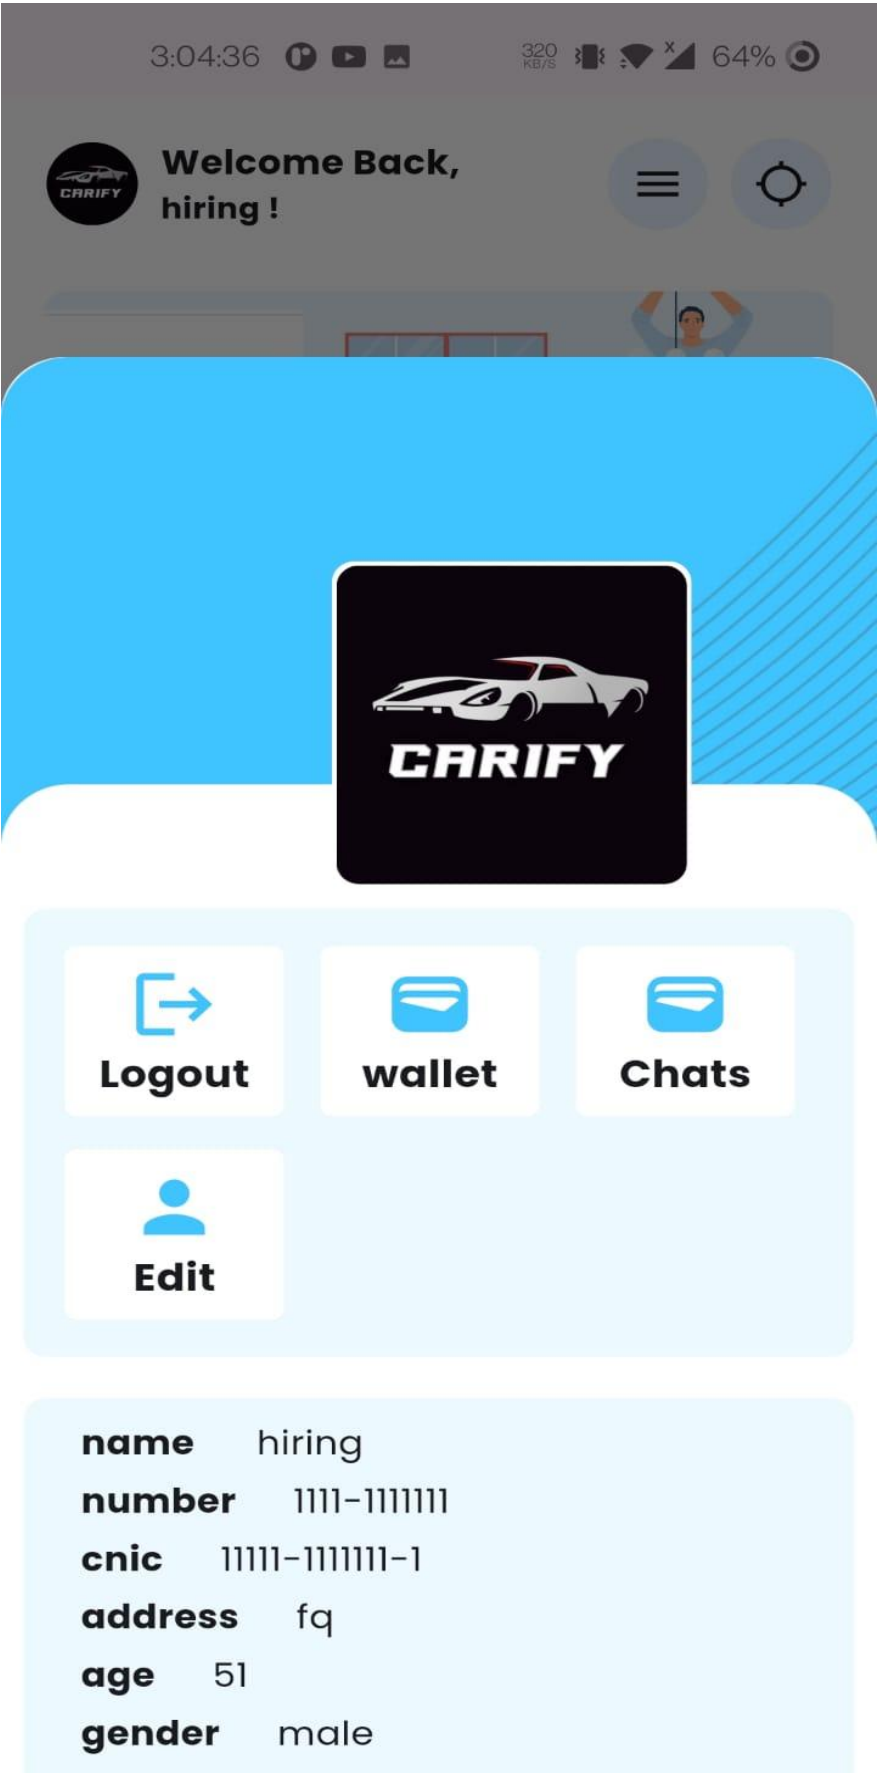 3:04:36 320 KB/S 64%
CARIFY
Welcome Back,
hiring !
CARIFY
Logout wallet Chats
Edit
name hiring
number 1111-1111111
cnic 11111-1111111-1
address fq
age 51
gender male